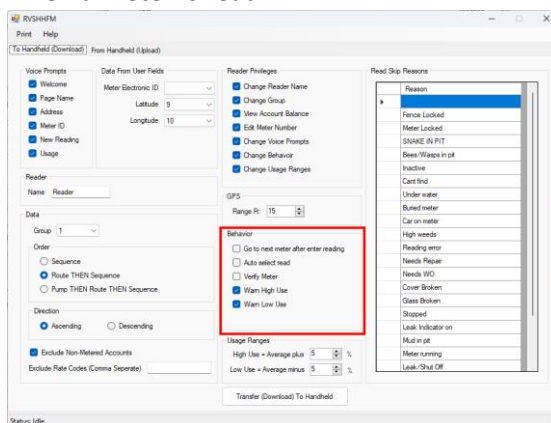 RVSHHFM
Print Help
To Handheld (Download) From Handheld (Upload)
Voice Prompts
Welcome
Page Name
Address
Meter ID
New Reading
Usage
Data From User Fields
Meter Electronic ID
Latitude 9
Longtitude 10
Reader
Name Reader
Data
Group 1
Order
Sequence
Route THEN Sequence
Pump THEN Route THEN Sequence
Direction
Ascending Descending
Exclude Non-Metered Accounts
Exclude Rate Codes (Comma Seperate)
Reader Privileges
Change Reader Name
Change Group
View Account Balance
Edit Meter Number
Change Voice Prompts
Change Behavoir
Change Usage Ranges
GPS
Range Ft: 15
Behavior
Go to next meter after enter reading
Auto select read
Verify Meter
Warn High Use
Warn Low Use
Usage Ranges
High Use = Average plus 5 %
Low Use = Average minus 5 %
Transfer (Download) To Handheld
Read Skip Reasons
Reason
Fence Locked
Meter Locked
SNAKE IN PIT
Bees/Wasps in pit
Inactive
Cant find
Under water
Buried meter
Car on meter
High weeds
Reading error
Needs Repair
Needs WO
Cover Broken
Glass Broken
Stopped
Leak Indicator on
Mud in pit
Meter running
Leak/Shut Off
Status: Idle